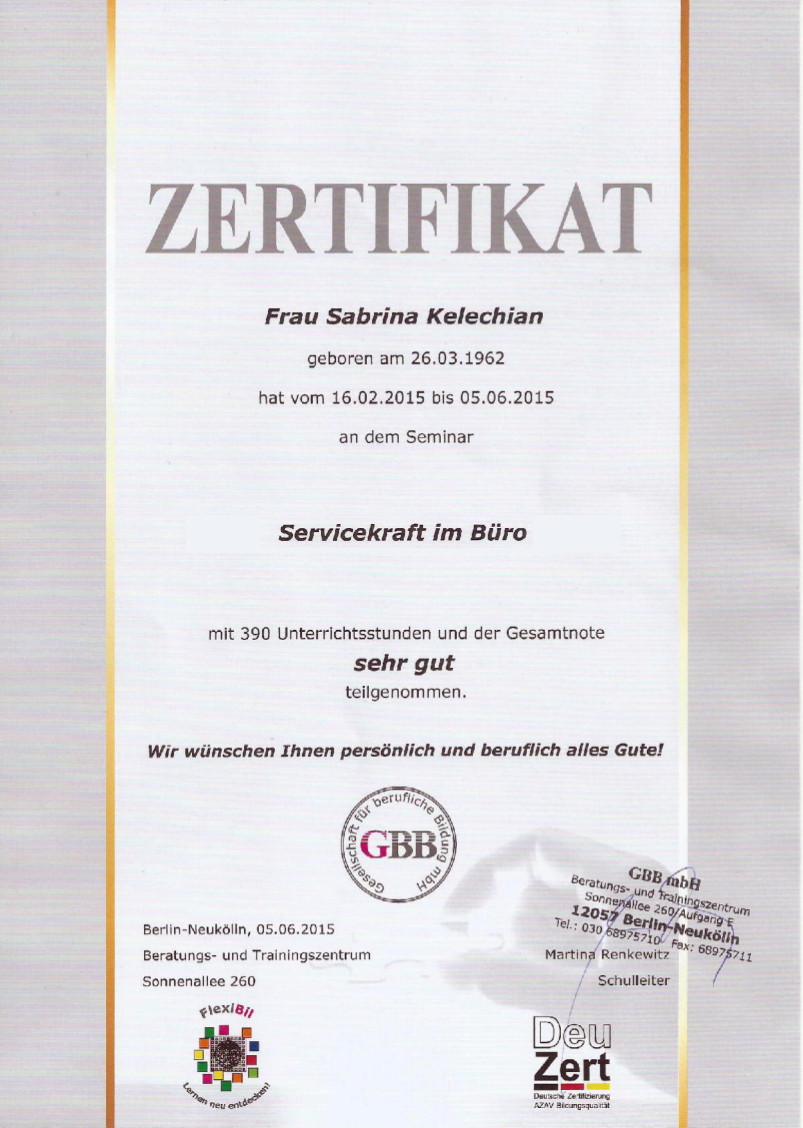 ZERTIFIKAT
Frau Sabrina Kelechian
geboren am 26.03.1962
hat vom 16.02.2015 bis 05.06.2015
an dem Seminar
Servicekraft im Büro
mit 390 Unterrichtsstunden und der Gesamtnote
sehr gut
teilgenommen.
Wir wünschen Ihnen persönlich und beruflich alles Gute!
Gesellschaft für berufliche Bildung mbH
GBB
GBB mbH
Beratungs- und Trainingszentrum
Sonnenallee 260/Aufgang E
12057 Berlin-Neukölln
Tel.: 030 68975710 Fax: 68975711
Berlin-Neukölln, 05.06.2015
Beratungs- und Trainingszentrum
Sonnenallee 260
Martina Renkewitz
Schulleiter
FlexiBil
Lernen neu entdecken!
Deu
Zert
Deutsche Zertifizierung
AZAV Bildungsqualität